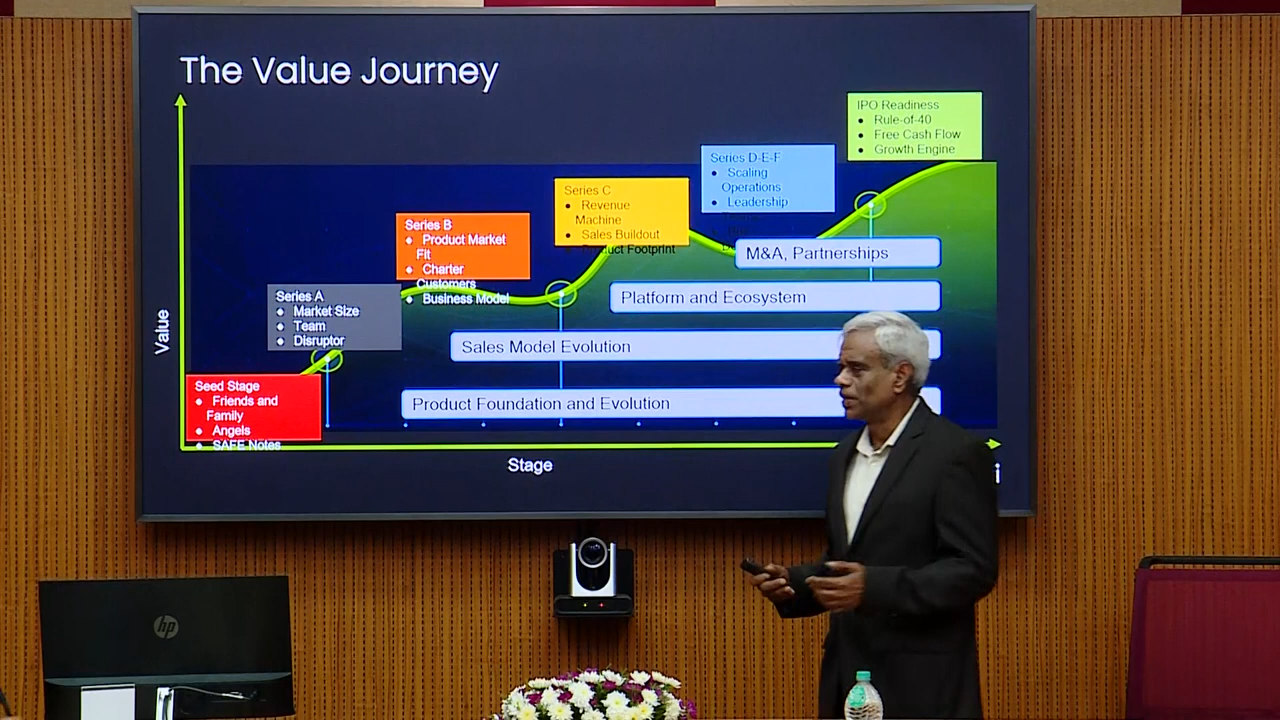 The Value Journey
IPO Readiness
Rule-of-40
Free Cash Flow
Growth Engine
Series D-E-F
Scaling
Operations
Leadership
Series C
Revenue
Machine
Sales Buildout
Product Footprint
Series B
Product Market
Fit
Charter
Customers
Business Model
Series A
Market Size
Team
Disruptor
Seed Stage
Friends and
Family
Angels
SAFE Notes
M&A, Partnerships
Platform and Ecosystem
Sales Model Evolution
Product Foundation and Evolution
Value
Stage
hp